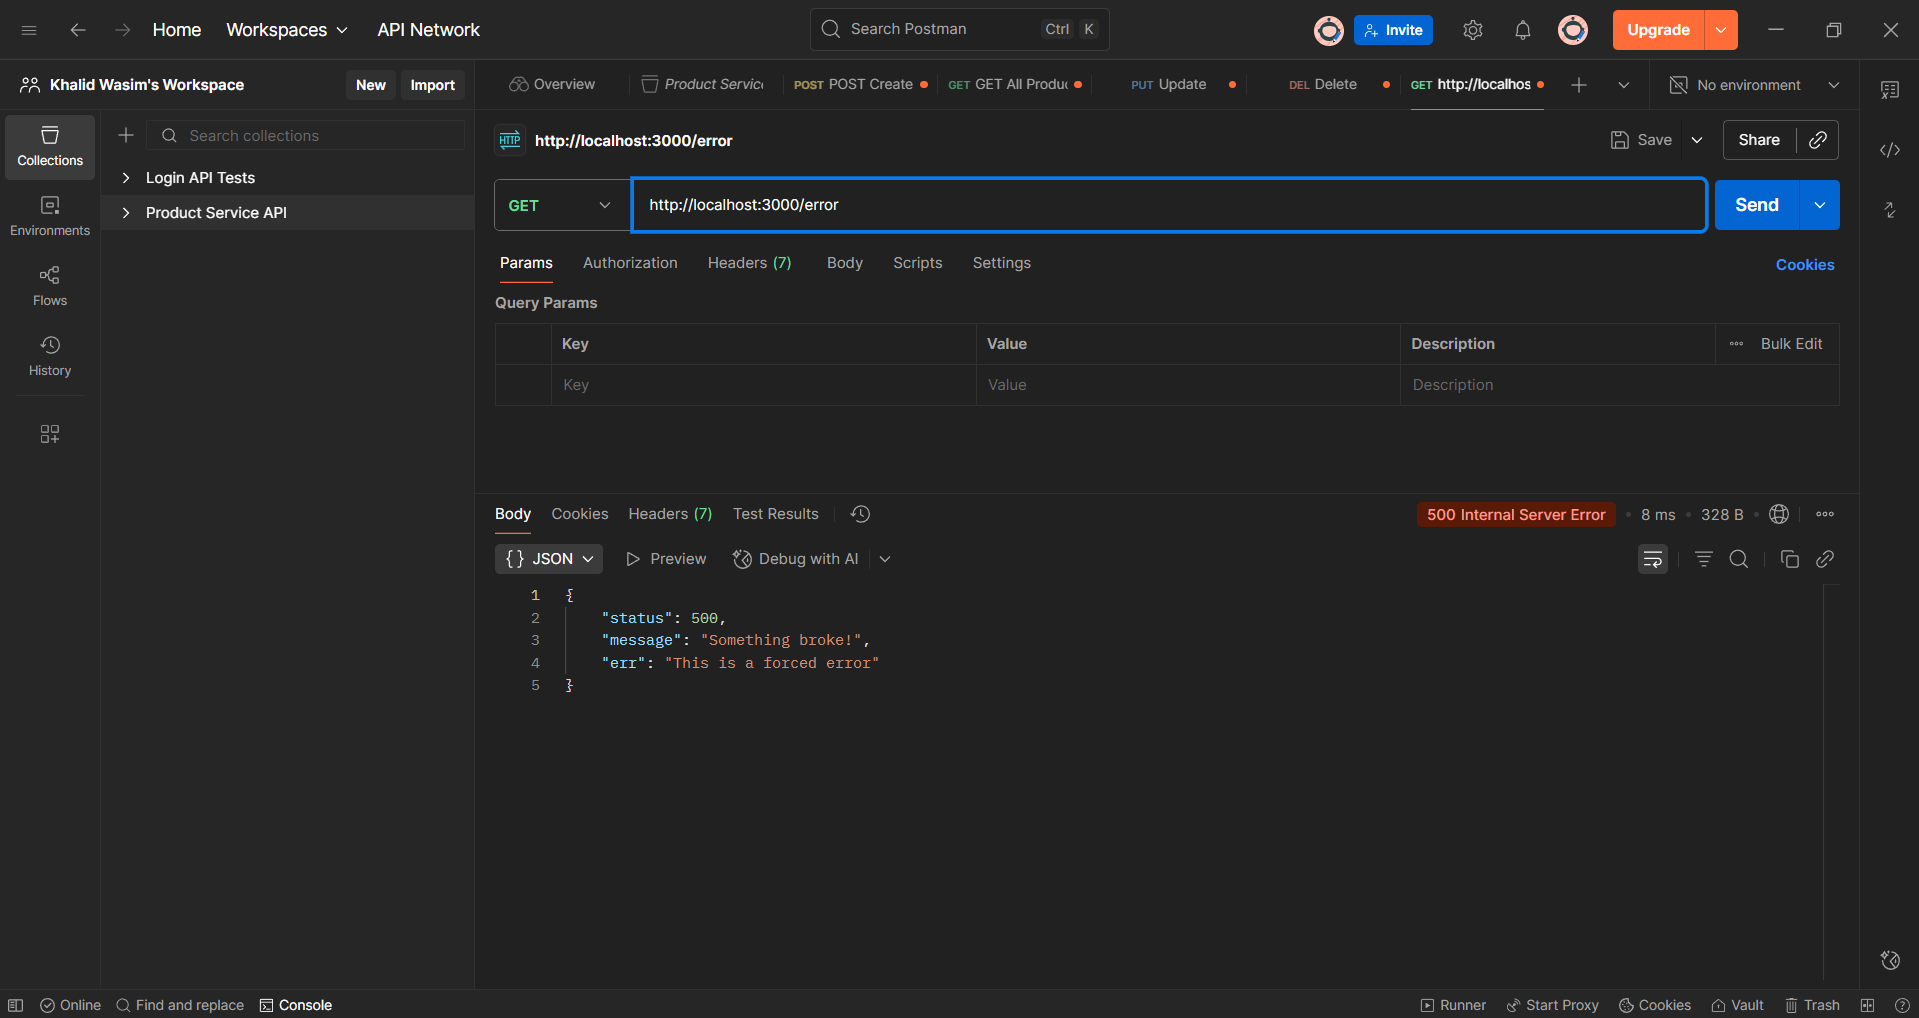 Home Workspaces API Network Search Postman Ctrl K Invite Upgrade
Khalid Wasim's Workspace New Import Overview Product Servic POST POST Create GET GET All Produc PUT Update DEL Delete GET http://localhos No environment
Collections
Environments
Flows
History
Search collections
Login API Tests
Product Service API
HTTP http://localhost:3000/error Save Share
GET http://localhost:3000/error Send
Params Authorization Headers (7) Body Scripts Settings Cookies
Query Params
Key Value Description Bulk Edit
Key Value Description
Body Cookies Headers (7) Test Results 500 Internal Server Error 8 ms 328 B
{} JSON Preview Debug with AI
1 {
2 "status": 500,
3 "message": "Something broke!",
4 "err": "This is a forced error"
5 }
Online Find and replace Console Runner Start Proxy Cookies Vault Trash